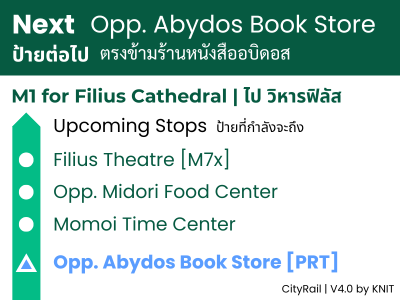 Next Opp. Abydos Book Store
ป้ายต่อไป ตรงข้ามร้านหนังสืออบิดอส
M1 for Filius Cathedral | ไป วิหารฟิลัส
Upcoming Stops ป้ายที่กำลังจะถึง
Filius Theatre [M7x]
Opp. Midori Food Center
Momoi Time Center
Opp. Abydos Book Store [PRT]
CityRail | V4.0 by KNIT